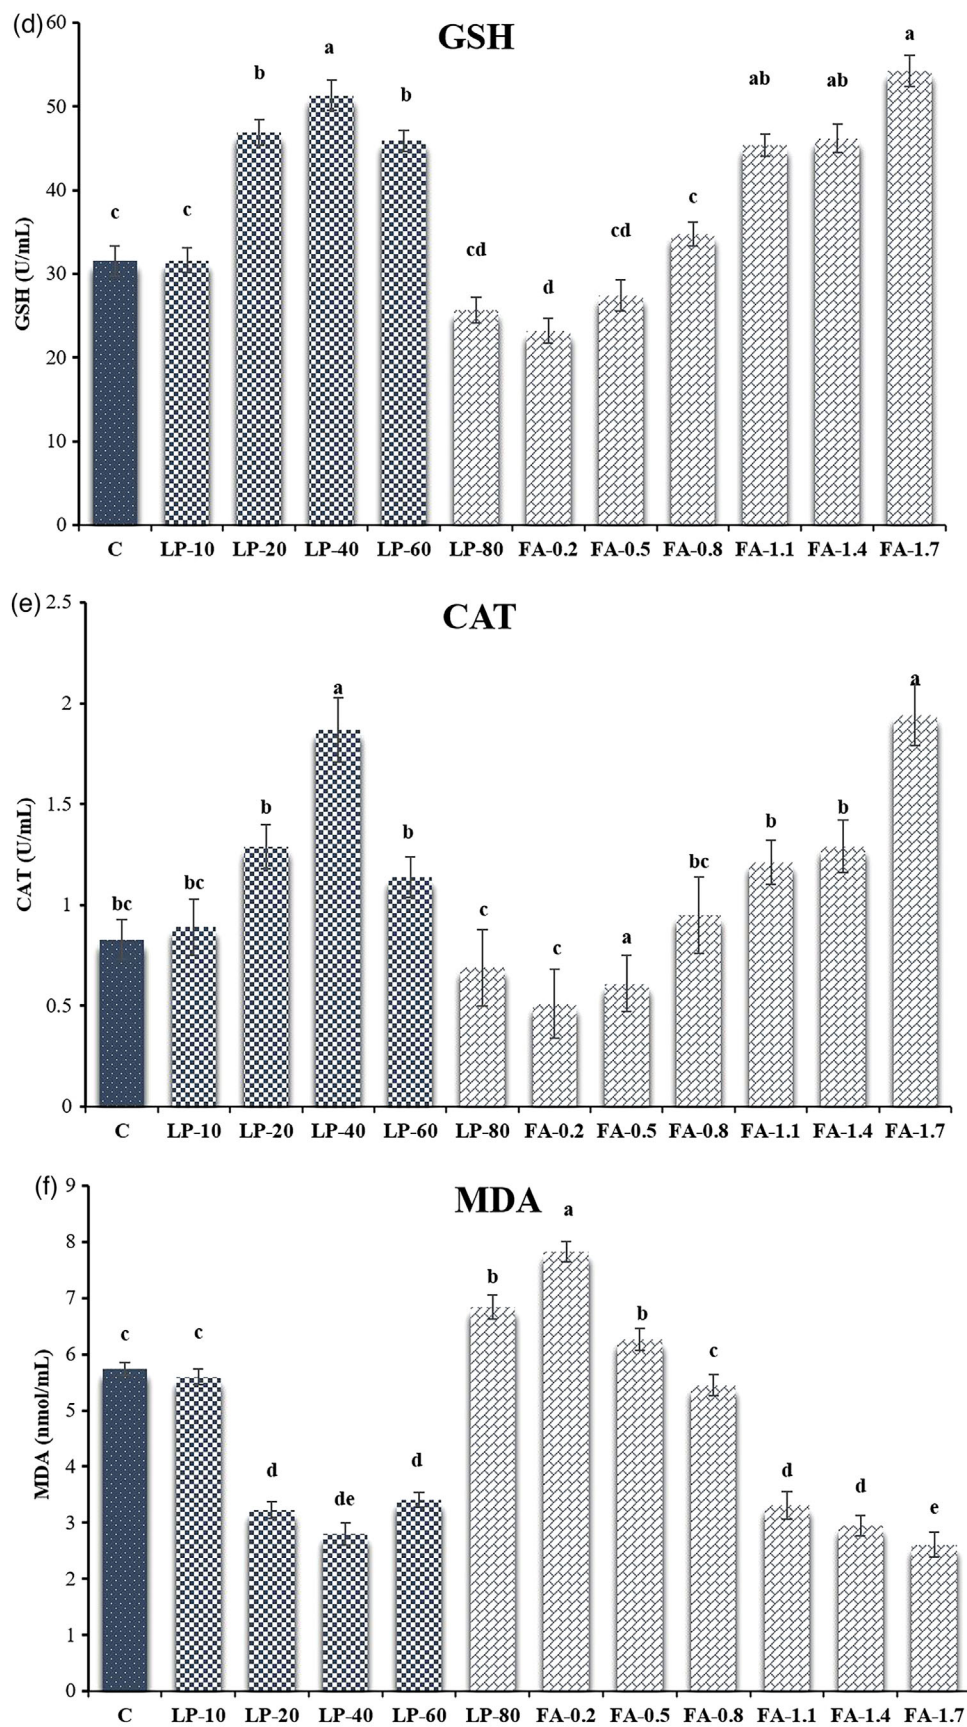 (d)
GSH
GSH (U/mL)
60
50
40
30
20
10
0
c c b a b cd d cd c ab ab a
C LP-10 LP-20 LP-40 LP-60 LP-80 FA-0.2 FA-0.5 FA-0.8 FA-1.1 FA-1.4 FA-1.7
(e)
CAT
CAT (U/mL)
2.5
2
1.5
1
0.5
0
bc bc b a b c c a bc b b a
C LP-10 LP-20 LP-40 LP-60 LP-80 FA-0.2 FA-0.5 FA-0.8 FA-1.1 FA-1.4 FA-1.7
(f)
MDA
MDA (nmol/mL)
9
8
7
6
5
4
3
2
1
0
c c d de d b a b c d d e
C LP-10 LP-20 LP-40 LP-60 LP-80 FA-0.2 FA-0.5 FA-0.8 FA-1.1 FA-1.4 FA-1.7